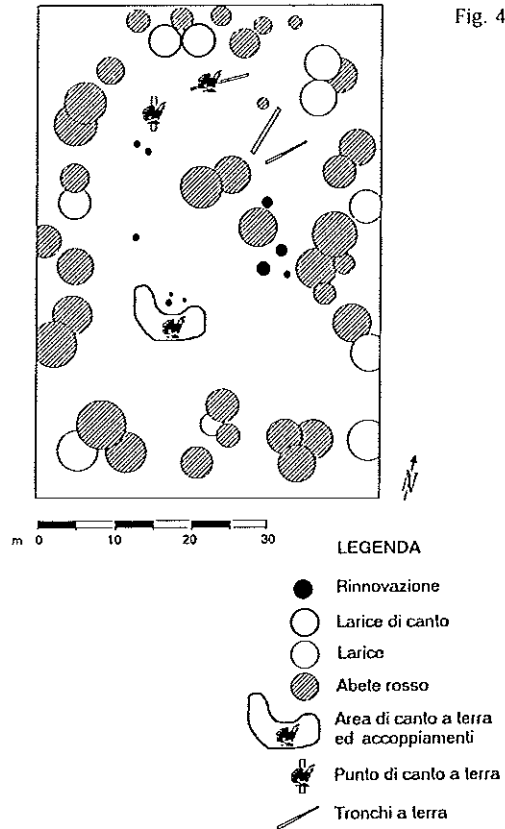 Fig. 4
N
m 0 10 20 30
LEGENDA
Rinnovazione
Larice di canto
Larice
Abete rosso
Area di canto a terra
ed accoppiamenti
Punto di canto a terra
Tronchi a terra